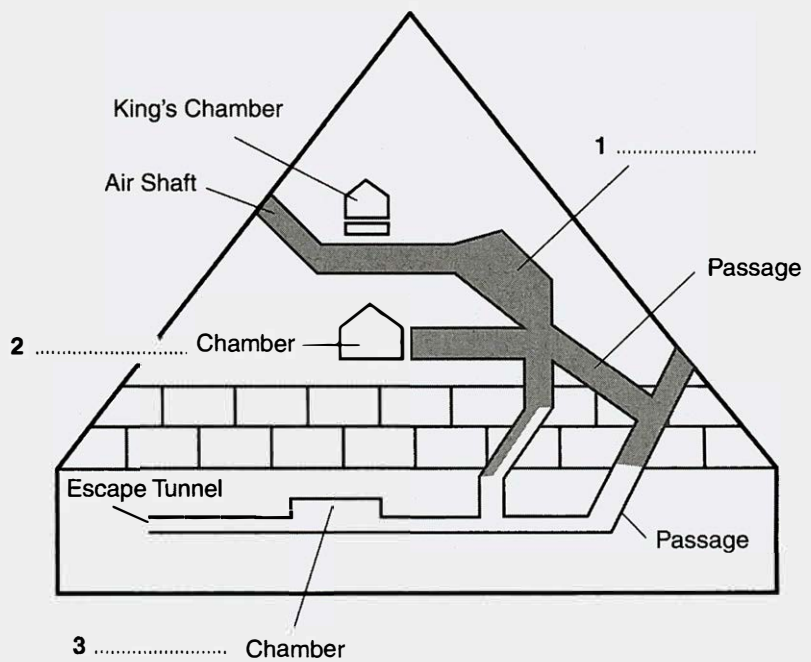 King's Chamber
1 ........................
Air Shaft
Passage
2 ........................ Chamber
Escape Tunnel
Passage
3 ..................... Chamber